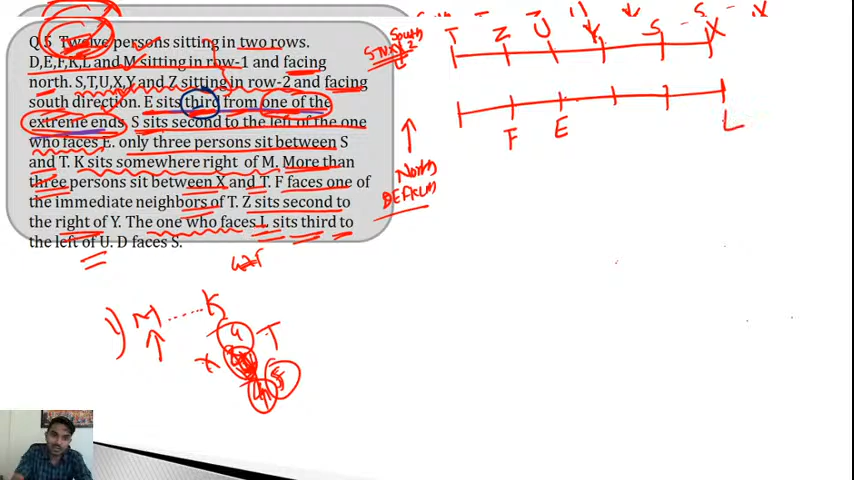 Q.5 Twelve persons sitting in two rows.
D,E,F,K,L and M sitting in row-1 and facing
north. S,T,U,X,Y and Z sitting in row-2 and facing
south direction. E sits third from one of the
extreme ends. S sits second to the left of the one
who faces E. only three persons sit between S
and T. K sits somewhere right of M. More than
three persons sit between X and T. F faces one of
the immediate neighbors of T. Z sits second to
the right of Y. The one who faces L sits third to
the left of U. D faces S.
South
T Z U Y S X
F E L
North
DEFKLM
1) M ...... K
4 T
X
5